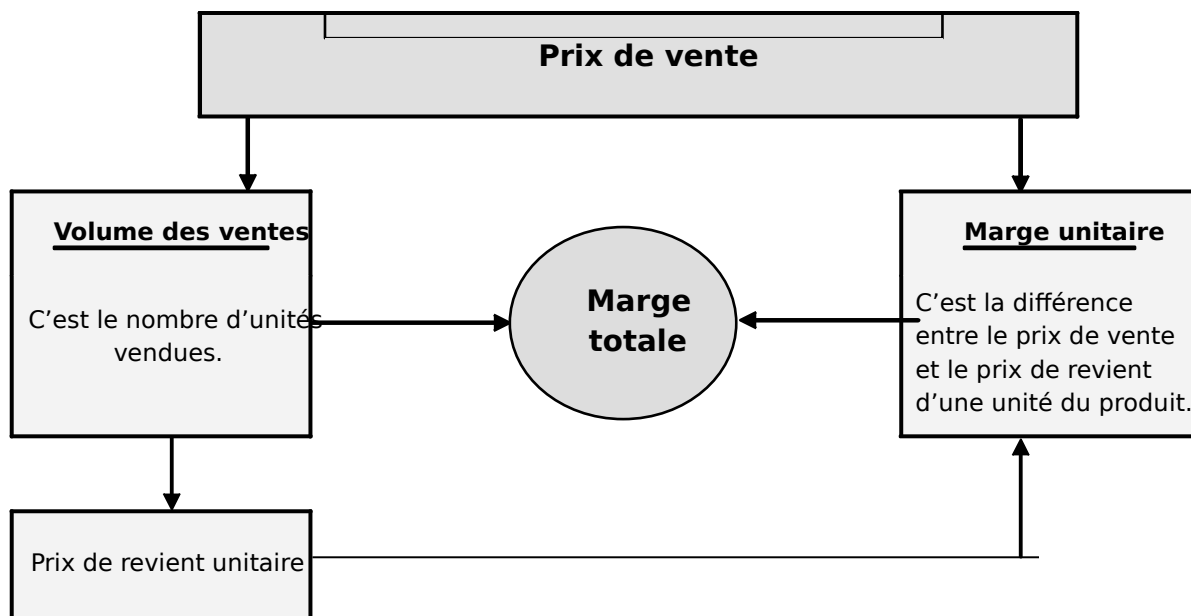 Prix de vente
Volume des ventes
C’est le nombre d’unités
vendues.
Marge
totale
Marge unitaire
C’est la différence
entre le prix de vente
et le prix de revient
d’une unité du produit.
Prix de revient unitaire